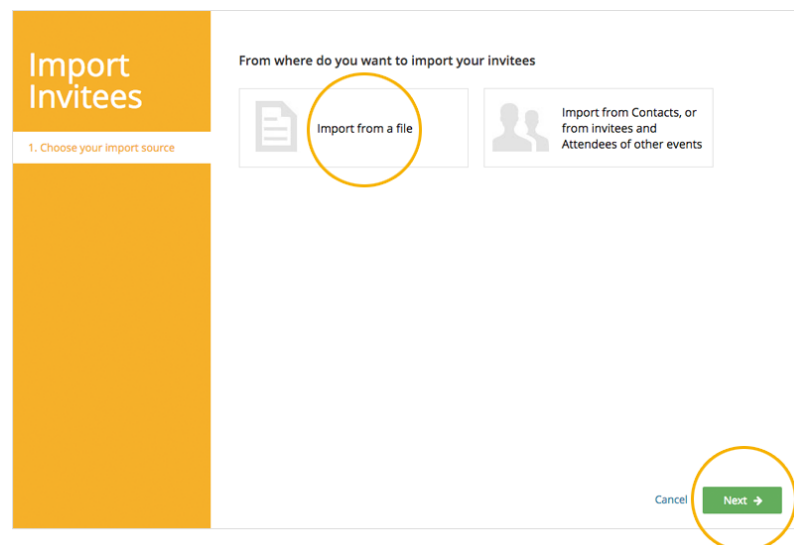 Import
Invitees
1. Choose your import source
From where do you want to import your invitees
Import from a file
Import from Contacts, or
from invitees and
Attendees of other events
Cancel
Next →